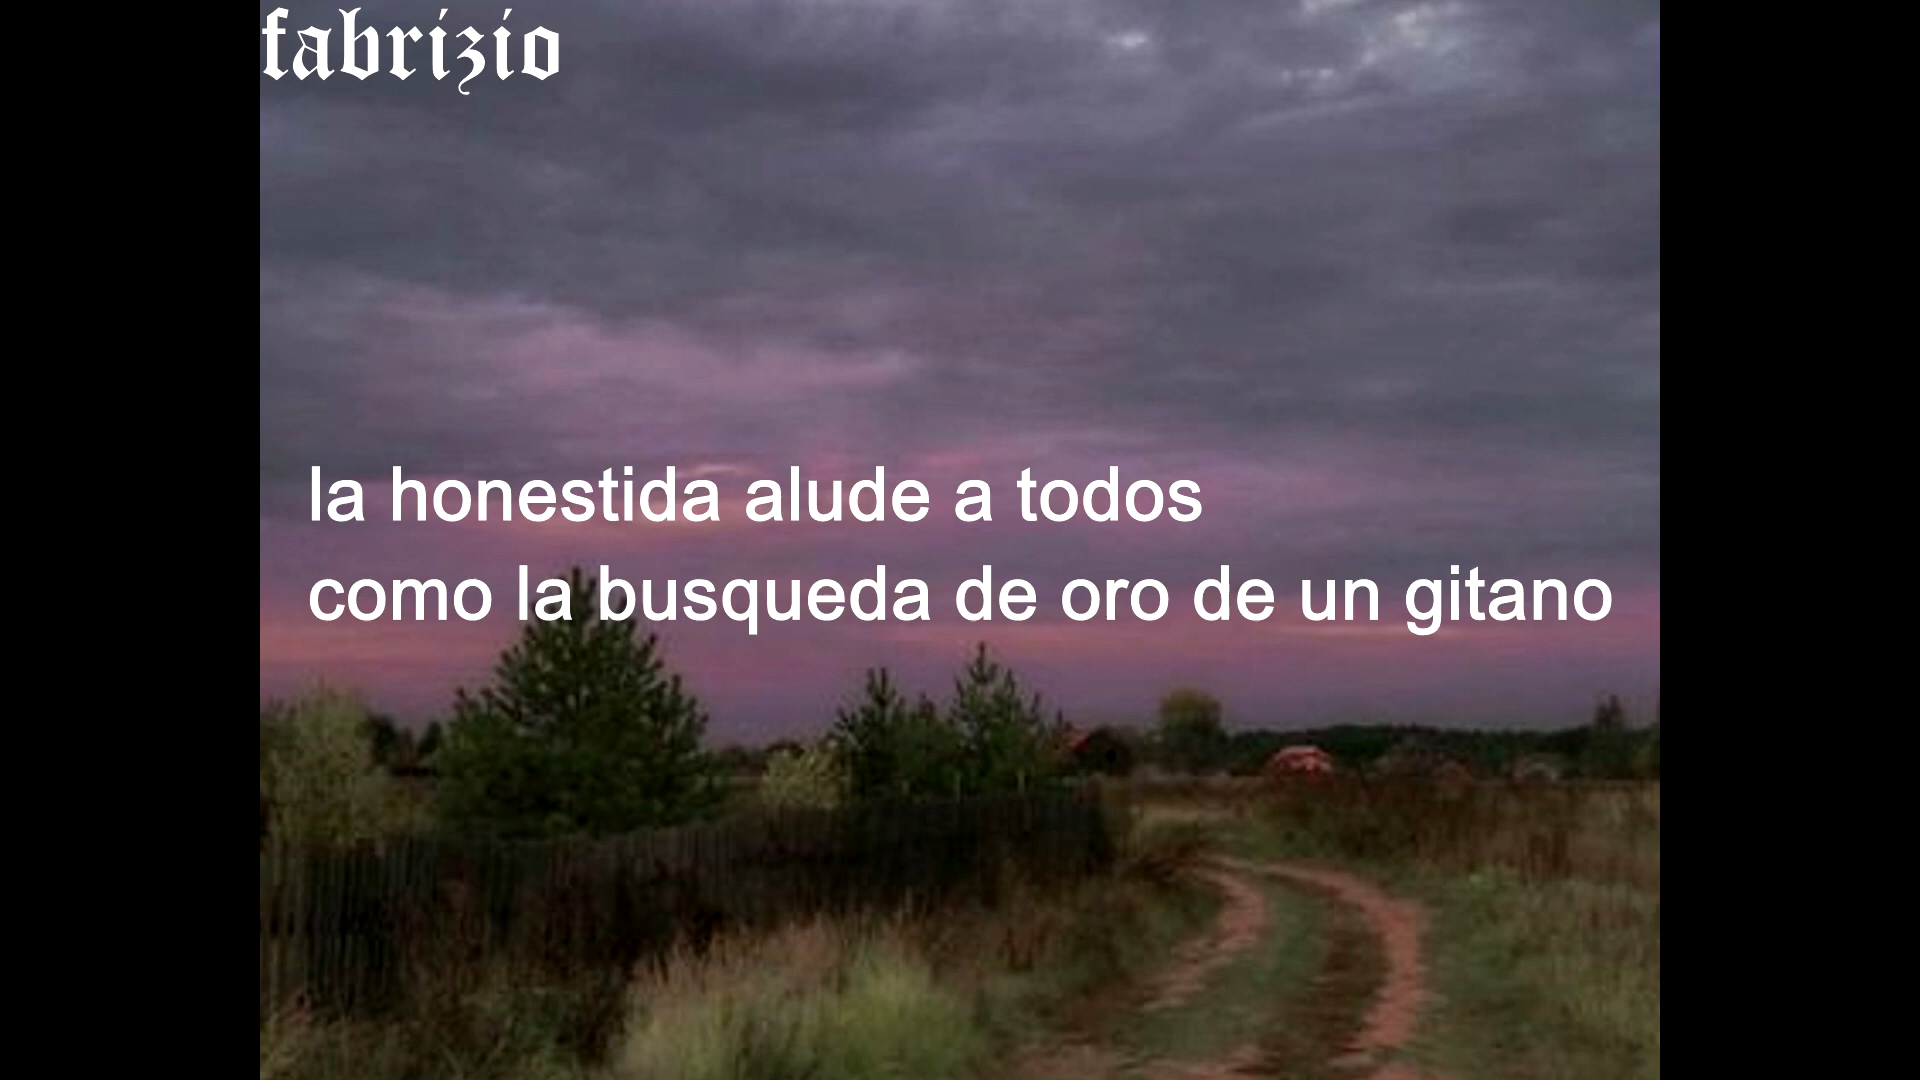 fabrizio
la honestida alude a todos
como la busqueda de oro de un gitano